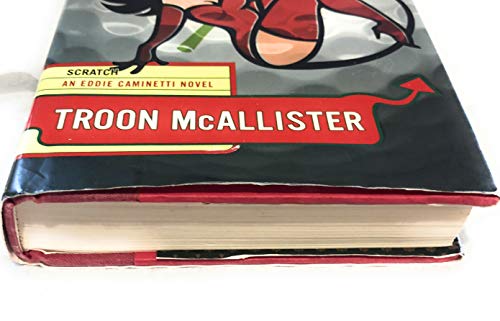 SCRATCH
AN EDDIE CAMINETTI NOVEL
TROON McALLISTER